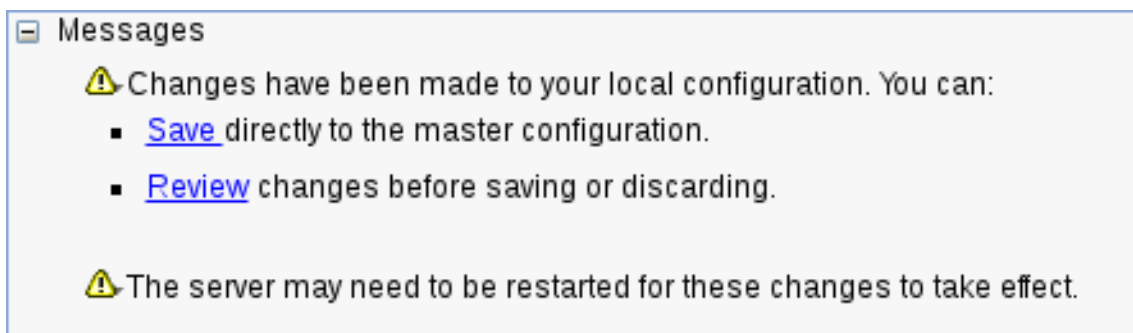 Messages
Changes have been made to your local configuration. You can:
Save directly to the master configuration.
Review changes before saving or discarding.
The server may need to be restarted for these changes to take effect.